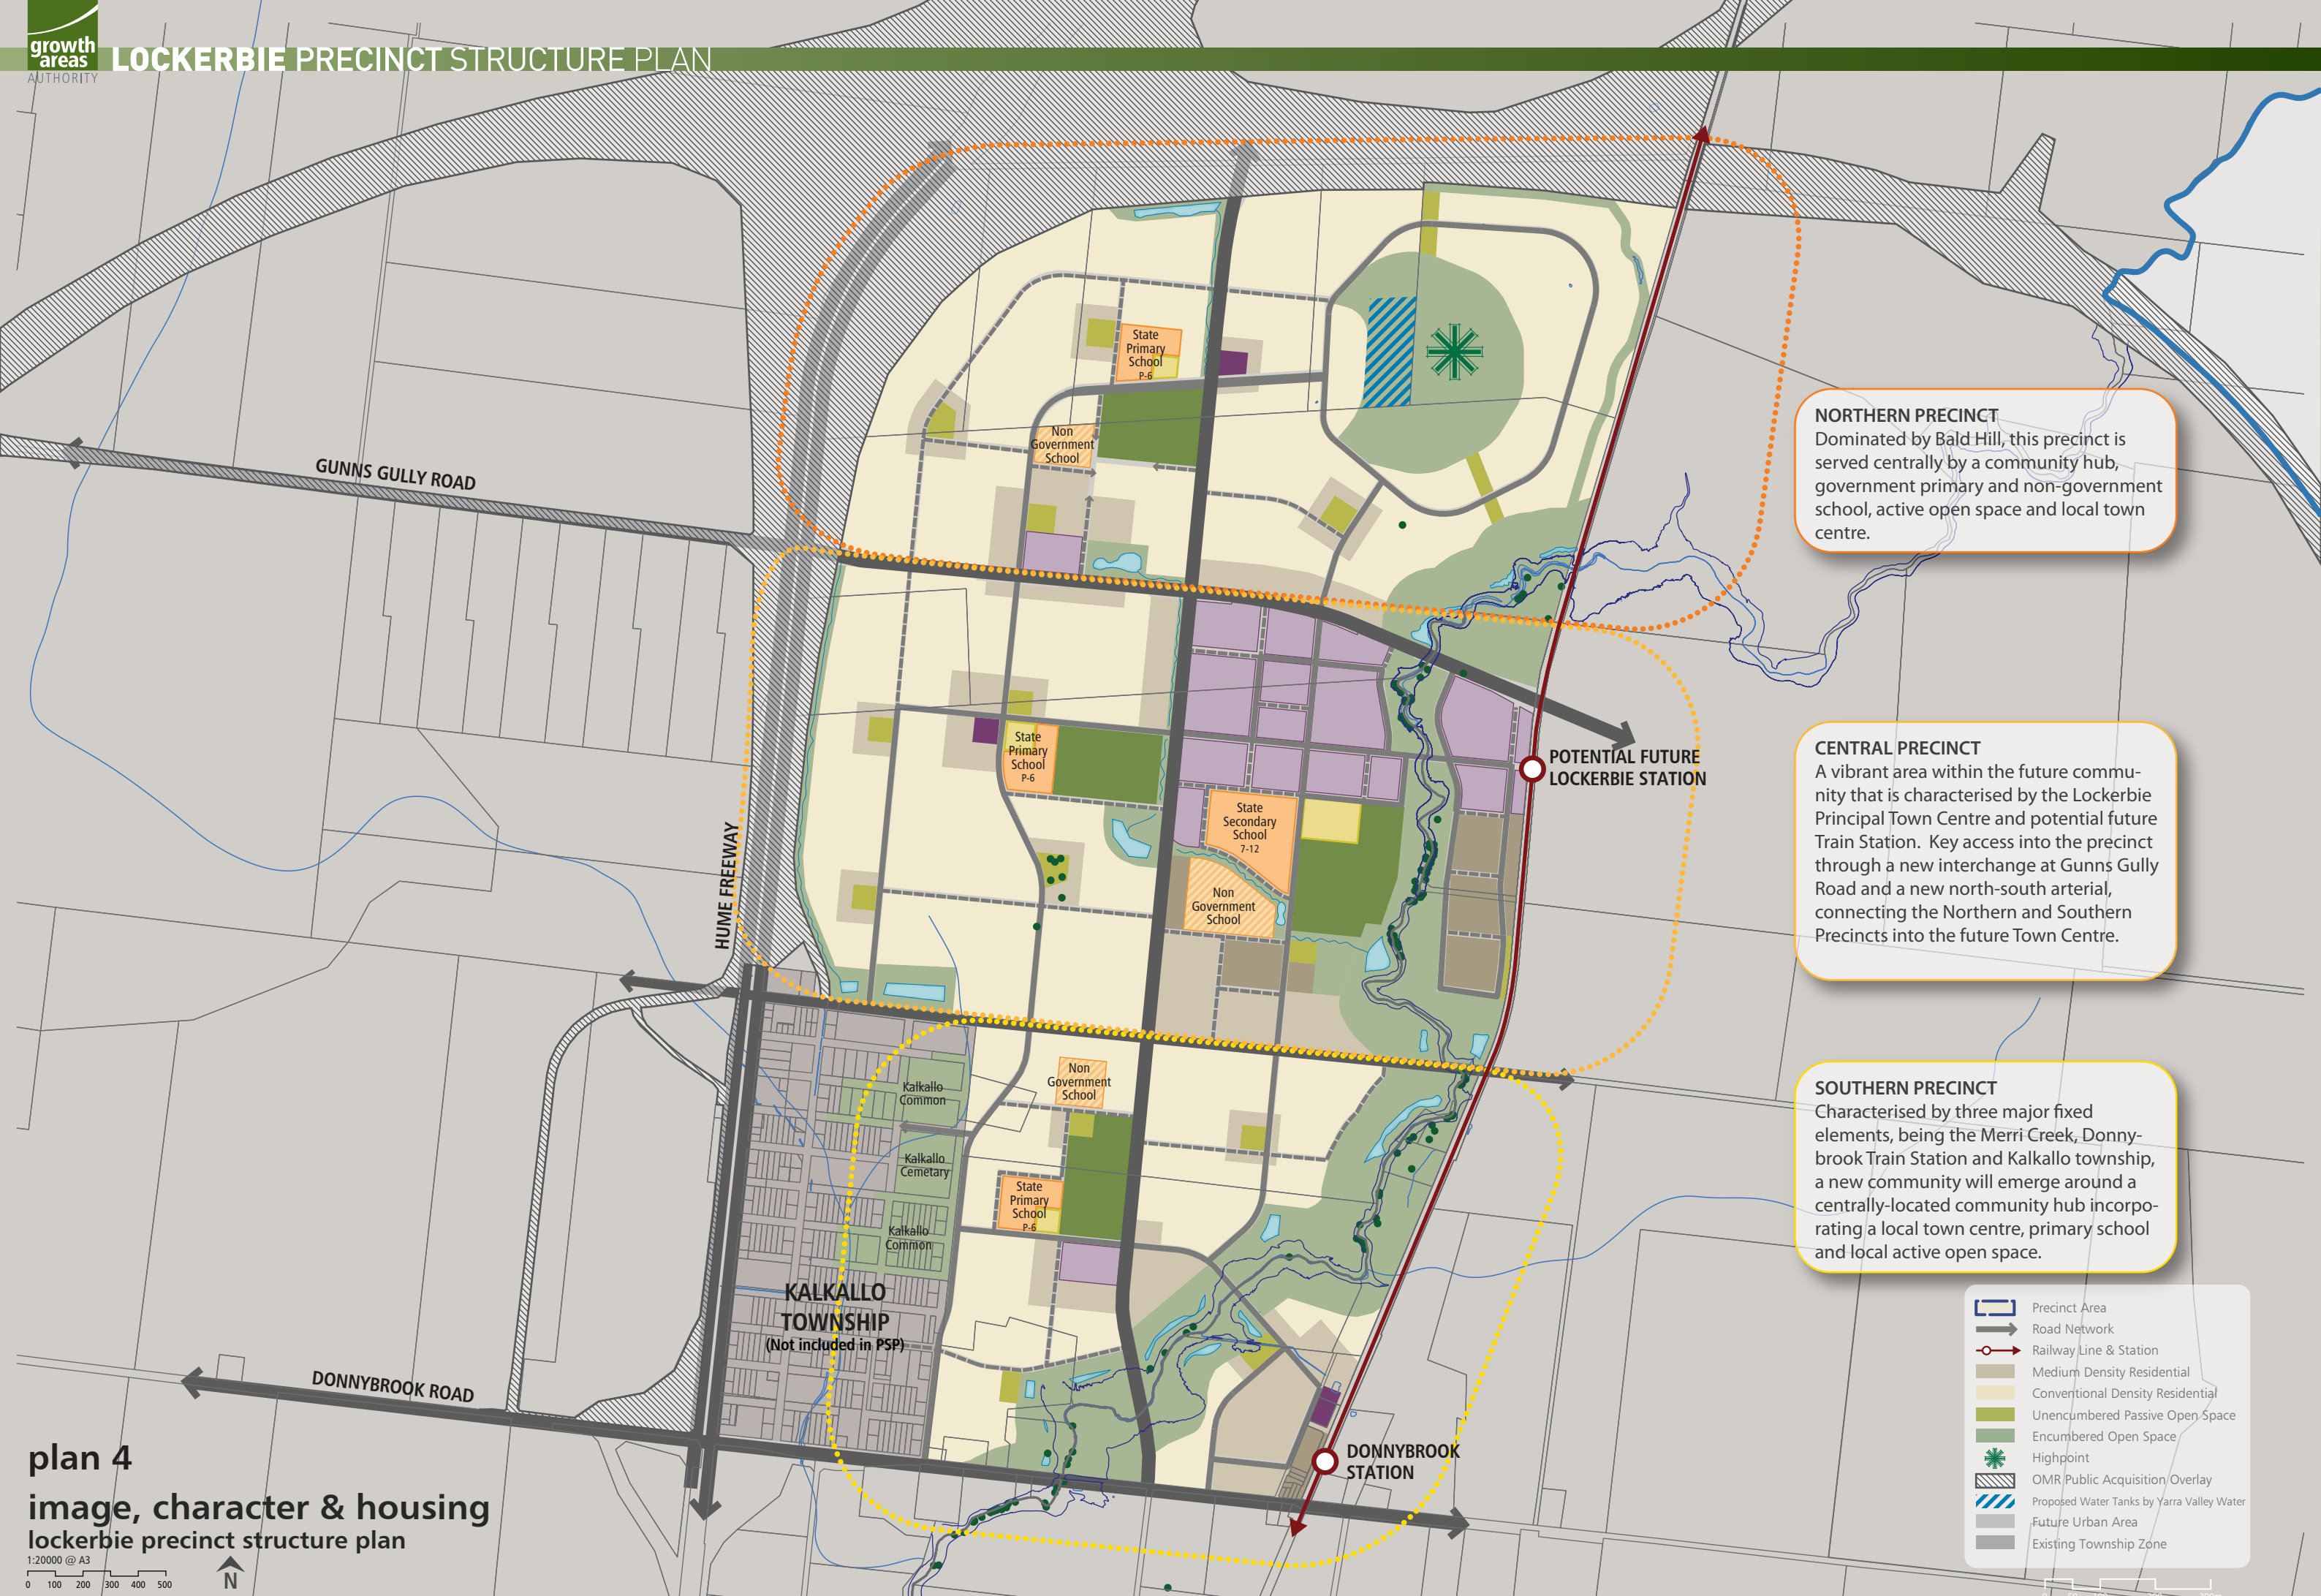 growth
areas
AUTHORITY
LOCKERBIE PRECINCT STRUCTURE PLAN
GUNNS GULLY ROAD
HUME FREEWAY
DONNYBROOK ROAD
State
Primary
School
P-6
Non
Government
School
State
Primary
School
P-6
State
Secondary
School
7-12
Non
Government
School
POTENTIAL FUTURE
LOCKERBIE STATION
Non
Government
School
Kalkallo
Common
Kalkallo
Cemetary
State
Primary
School
P-6
Kalkallo
Common
KALKALLO
TOWNSHIP
(Not included in PSP)
DONNYBROOK
STATION
NORTHERN PRECINCT
Dominated by Bald Hill, this precinct is
served centrally by a community hub,
government primary and non-government
school, active open space and local town
centre.
CENTRAL PRECINCT
A vibrant area within the future commu-
nity that is characterised by the Lockerbie
Principal Town Centre and potential future
Train Station. Key access into the precinct
through a new interchange at Gunns Gully
Road and a new north-south arterial,
connecting the Northern and Southern
Precincts into the future Town Centre.
SOUTHERN PRECINCT
Characterised by three major fixed
elements, being the Merri Creek, Donny-
brook Train Station and Kalkallo township,
a new community will emerge around a
centrally-located community hub incorpo-
rating a local town centre, primary school
and local active open space.
Precinct Area
Road Network
Railway Line & Station
Medium Density Residential
Conventional Density Residential
Unencumbered Passive Open Space
Encumbered Open Space
Highpoint
OMR Public Acquisition Overlay
Proposed Water Tanks by Yarra Valley Water
Future Urban Area
Existing Township Zone
plan 4
image, character & housing
lockerbie precinct structure plan
1:20000 @ A3
0 100 200 300 400 500
N